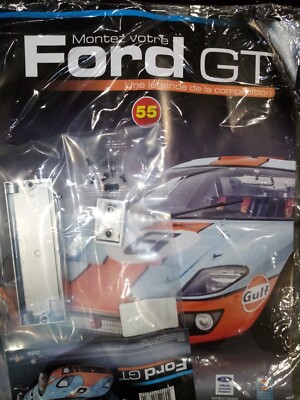 Montez votre
Ford GT
Une légende de la compétition
55
Gulf
Ford GT